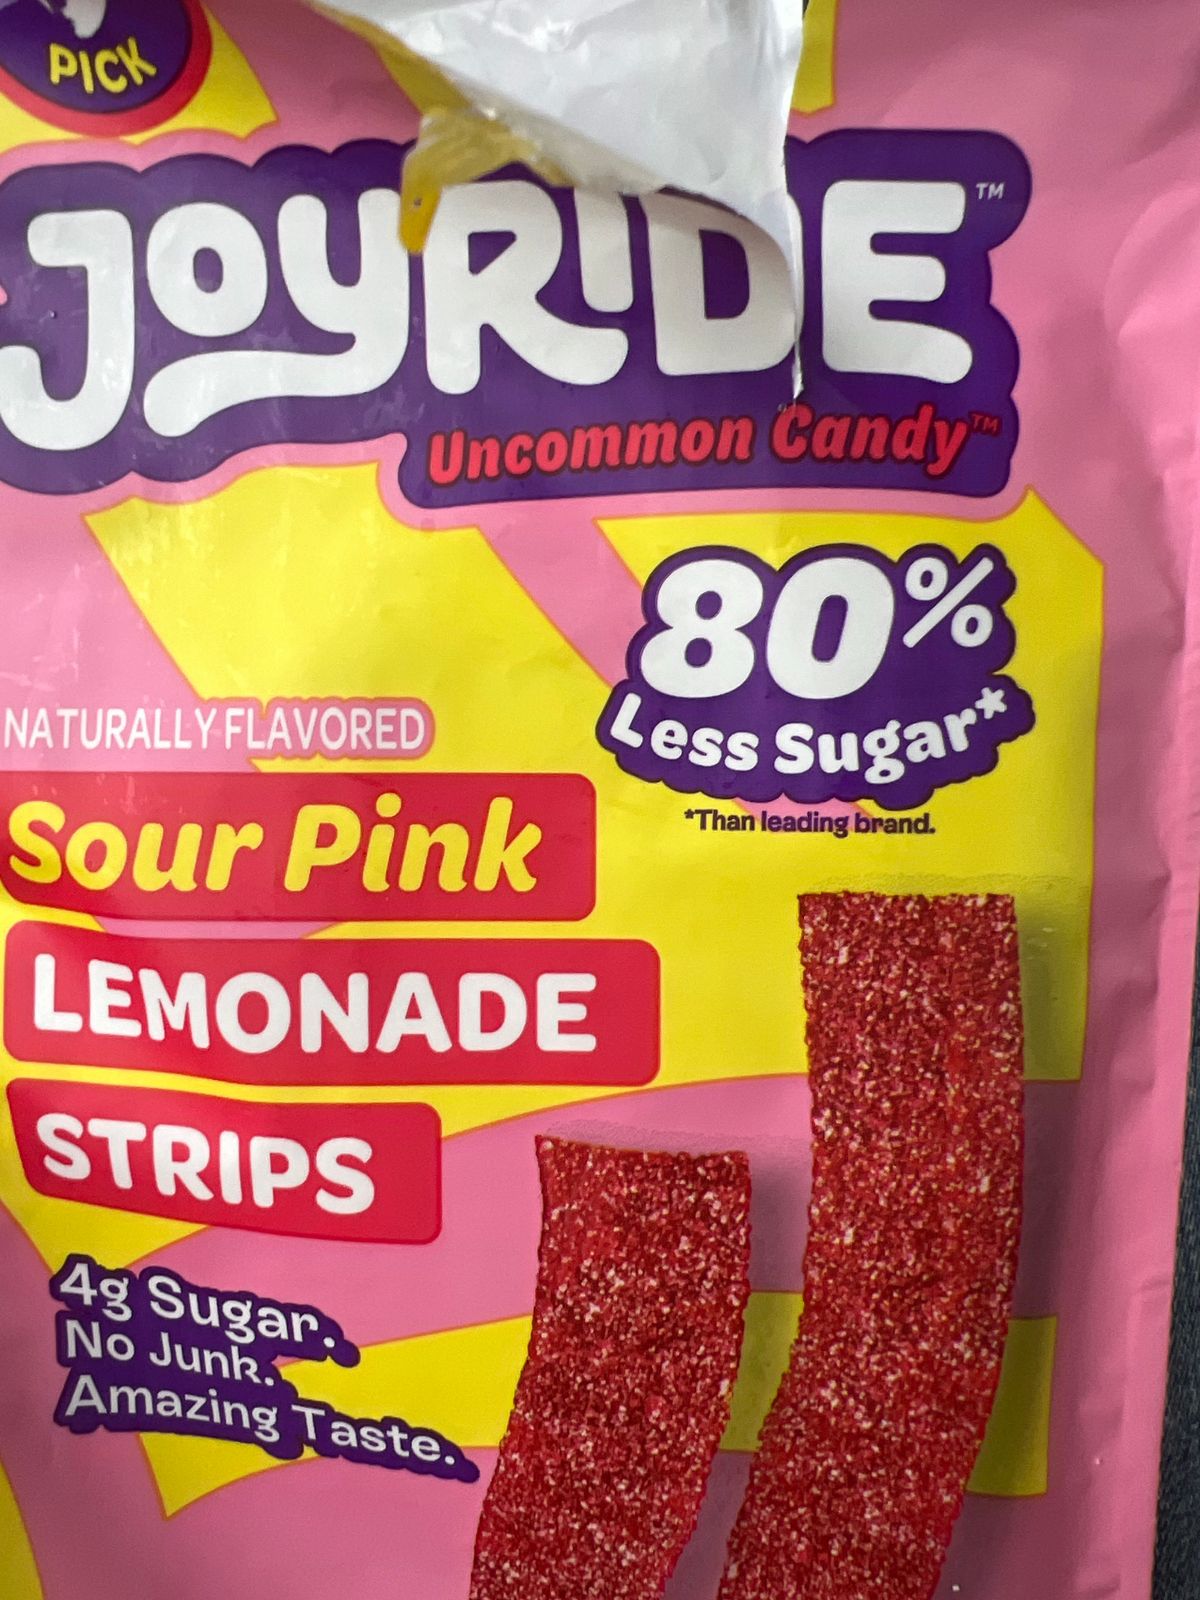 PICK
JOYRIDE™
Uncommon Candy™
80%
Less Sugar*
*Than leading brand.
NATURALLY FLAVORED
Sour Pink
LEMONADE
STRIPS
4g Sugar.
No Junk.
Amazing Taste.